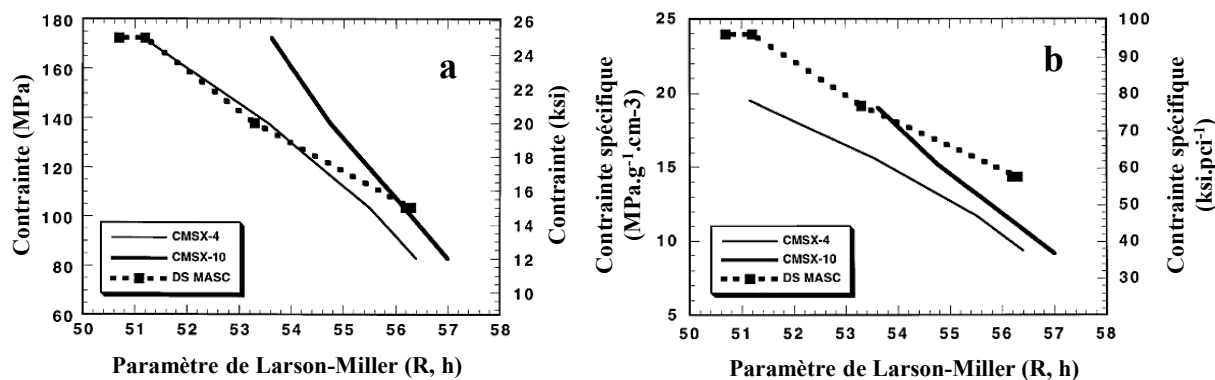 a
Contrainte (MPa)
180
160
140
120
100
80
60
26
24
22
20
18
16
14
12
10
Contrainte (ksi)
CMSX-4
CMSX-10
DS MASC
50 51 52 53 54 55 56 57 58
Paramètre de Larson-Miller (R, h)
b
Contrainte spécifique
(MPa.g-1.cm-3)
25
20
15
10
5
100
90
80
70
60
50
40
30
Contrainte spécifique
(ksi.pci-1)
CMSX-4
CMSX-10
DS MASC
50 51 52 53 54 55 56 57 58
Paramètre de Larson-Miller (R, h)